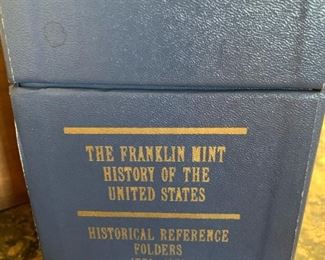 THE FRANKLIN MINT
HISTORY OF THE
UNITED STATES
HISTORICAL REFERENCE
FOLDERS